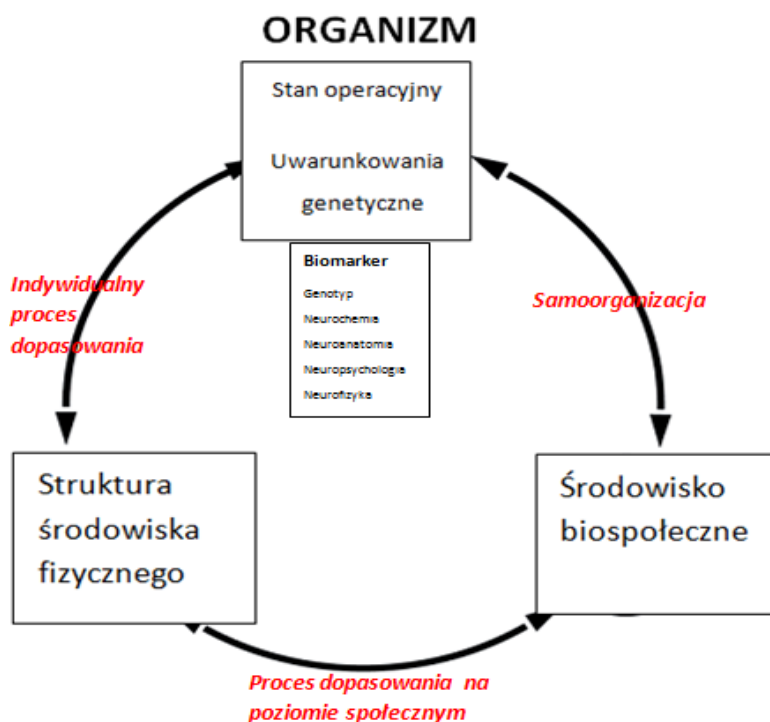 ORGANIZM
Stan operacyjny
Uwarunkowania
genetyczne
Biomarker
Genotyp
Neurochemia
Neuroanatomia
Neuropsychologia
Neurofizyka
Indywidualny
proces
dopasowania
Samoorganizacja
Struktura
środowiska
fizycznego
Środowisko
biospołeczne
Proces dopasowania na
poziomie społecznym